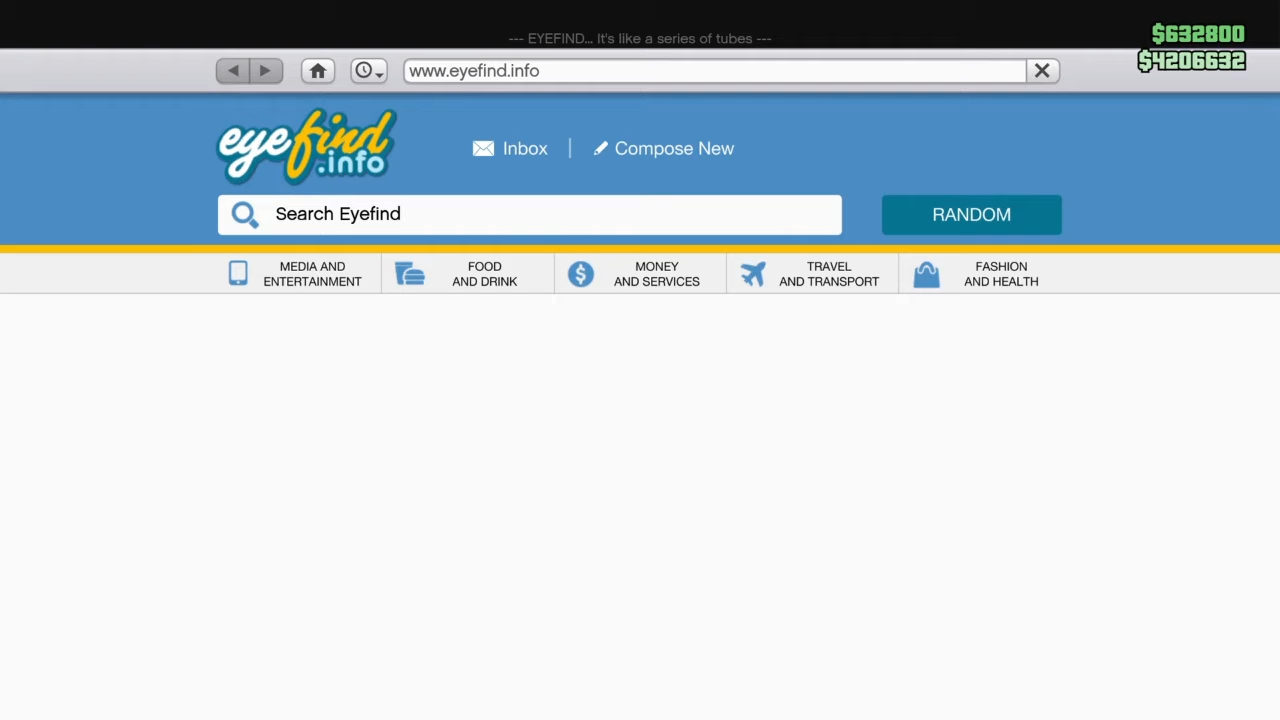 --- EYEFIND... It's like a series of tubes ---
$632800
$4206632
www.eyefind.info
eyefind
.info
Inbox
Compose New
Search Eyefind
RANDOM
MEDIA AND
ENTERTAINMENT
FOOD
AND DRINK
MONEY
AND SERVICES
TRAVEL
AND TRANSPORT
FASHION
AND HEALTH